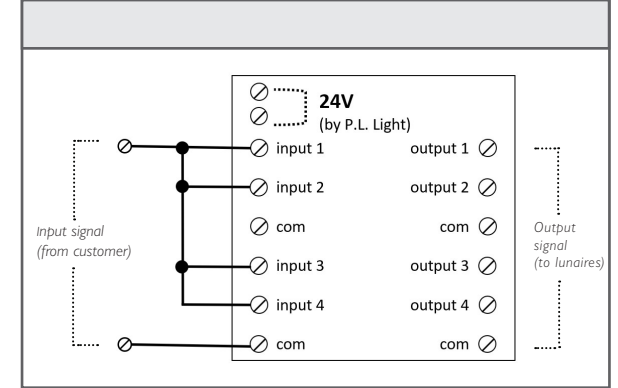 24V
(by P.L. Light)
input 1 output 1
input 2 output 2
com com
input 3 output 3
input 4 output 4
com com
Input signal
(from customer)
Output
signal
(to lunaires)